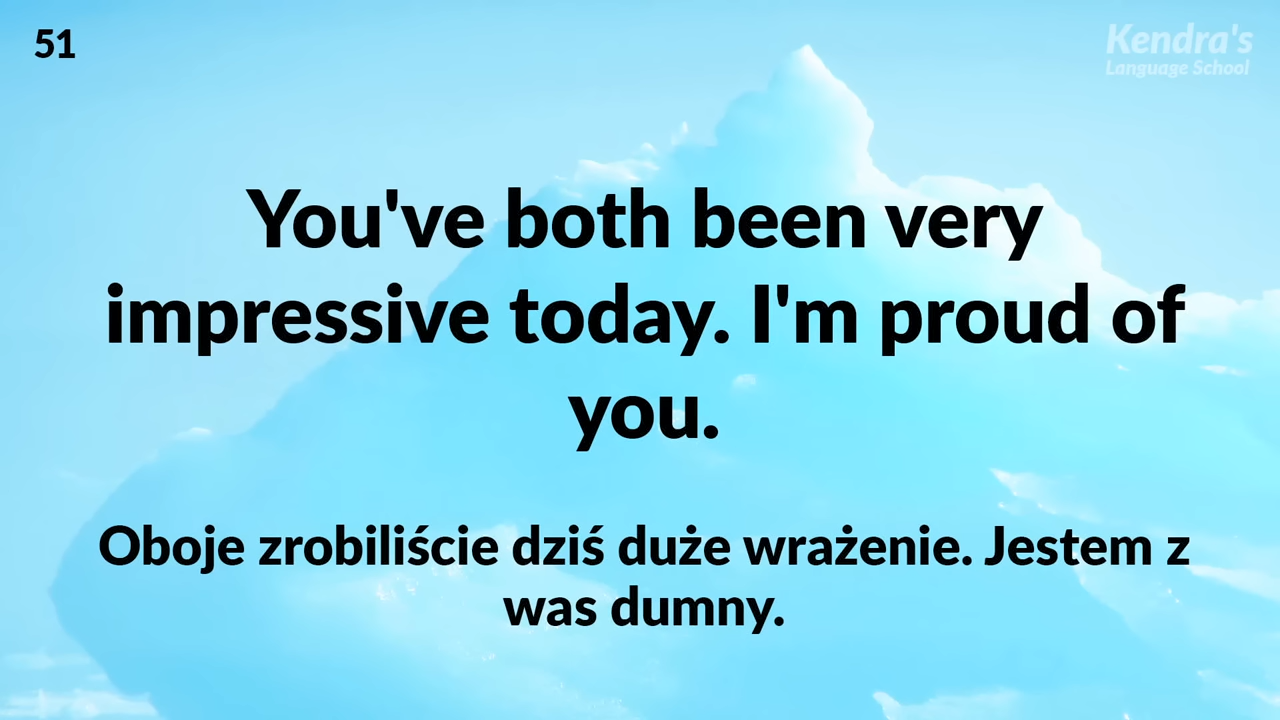 51
Kendra's
Language School
You've both been very
impressive today. I'm proud of
you.
Oboje zrobiliście dziś duże wrażenie. Jestem z
was dumny.